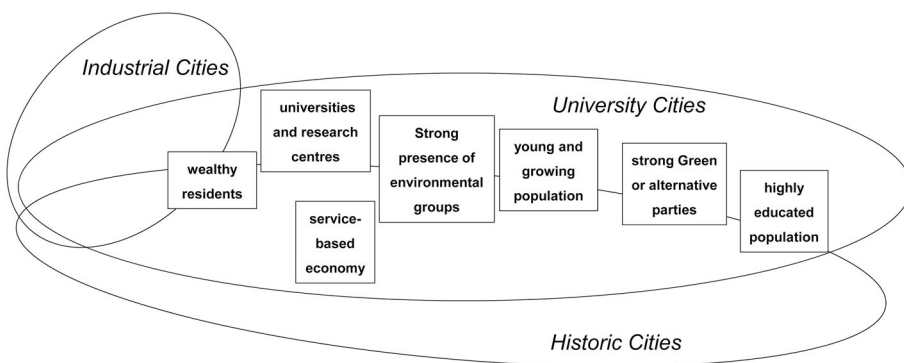 Industrial Cities
University Cities
universities
and research
centres
Strong
presence of
environmental
groups
young and
growing
population
strong Green
or alternative
parties
wealthy
residents
highly
educated
population
service-
based
economy
Historic Cities